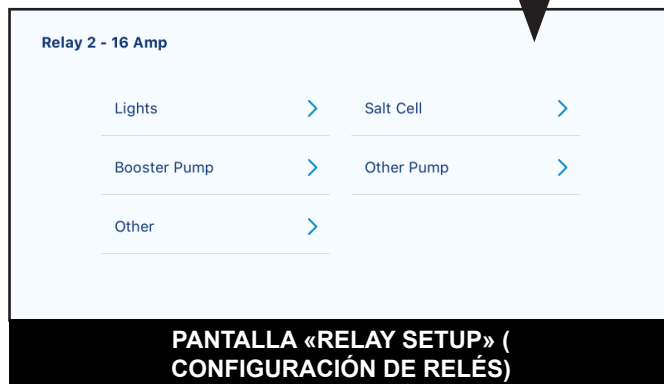 Relay 2 - 16 Amp
Lights
Salt Cell
Booster Pump
Other Pump
Other
PANTALLA «RELAY SETUP» (
CONFIGURACIÓN DE RELÉS)